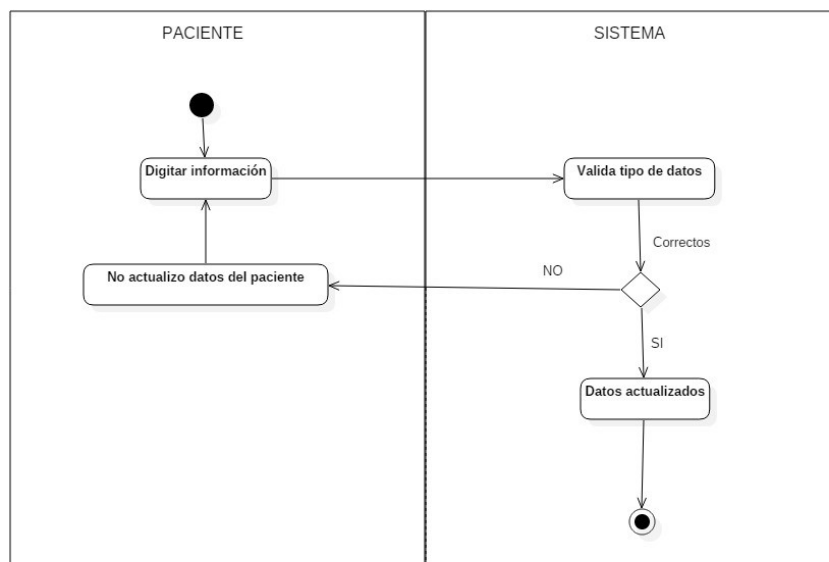 PACIENTE
SISTEMA
Digitar información
Valida tipo de datos
Correctos
No actualizo datos del paciente
NO
SI
Datos actualizados